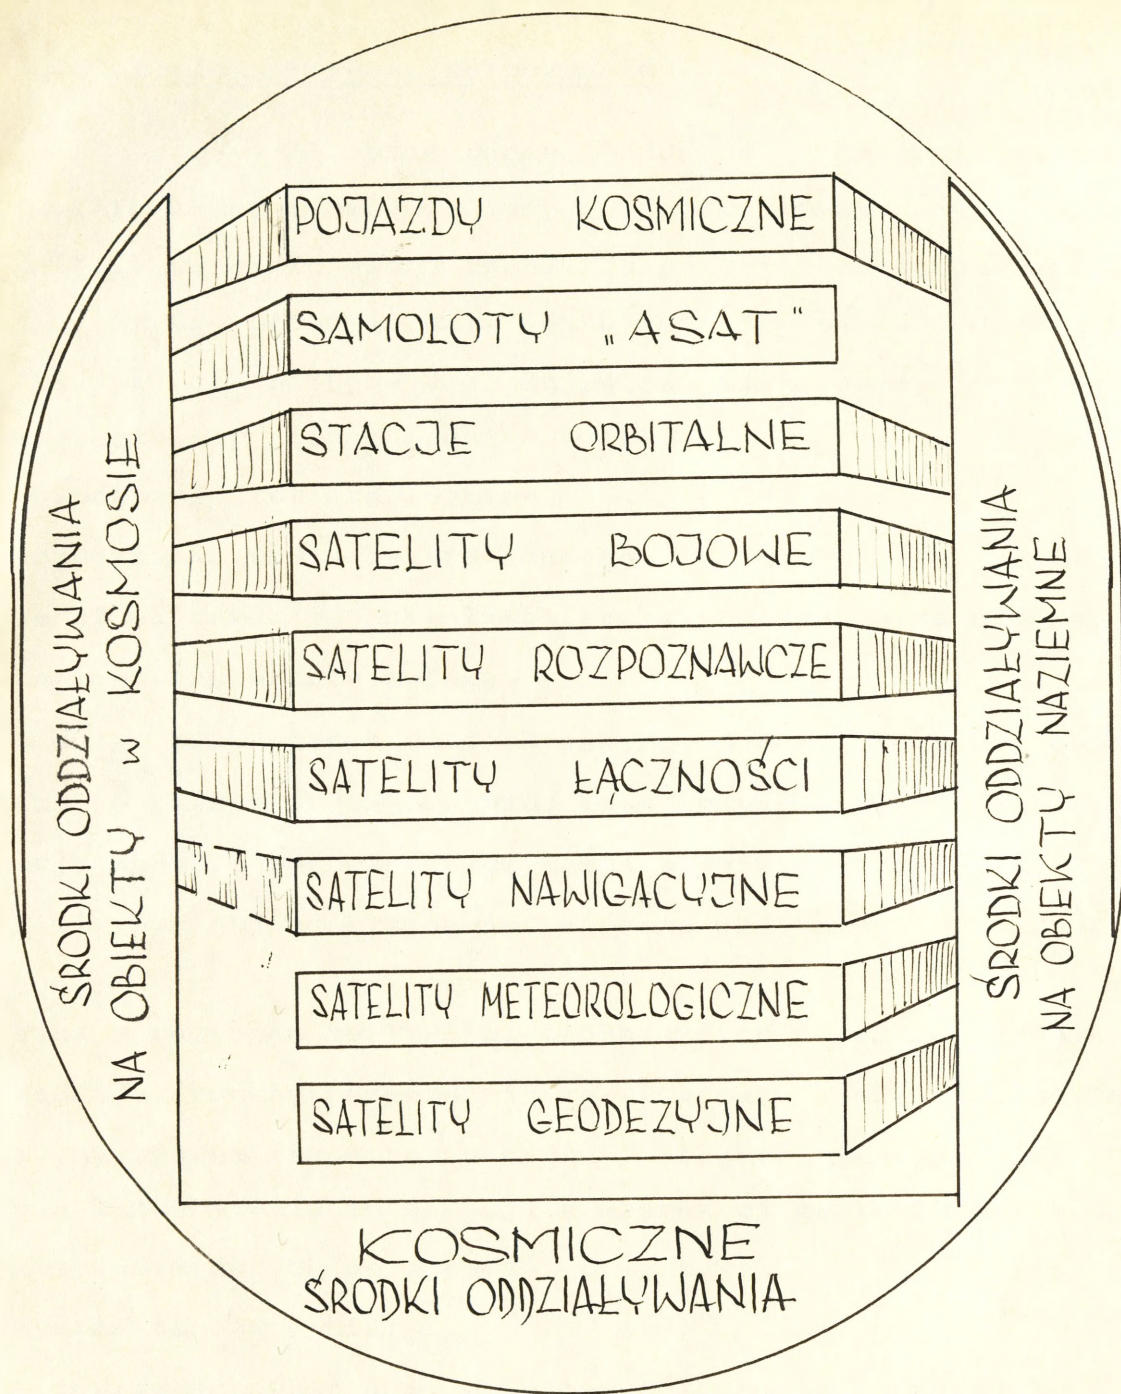 POJAZDY KOSMICZNE
SAMOLOTY „ASAT"
STACJE ORBITALNE
SATELITY BOJOWE
SATELITY ROZPOZNAWCZE
SATELITY ŁĄCZNOŚCI
SATELITY NAWIGACYJNE
SATELITY METEOROLOGICZNE
SATELITY GEODEZYJNE
ŚRODKI ODDZIAŁYWANIA
NA OBIEKTY w KOSMOSIE
ŚRODKI ODDZIAŁYWANIA
NA OBIEKTY NAZIEMNE
KOSMICZNE
ŚRODKI ODDZIAŁYWANIA